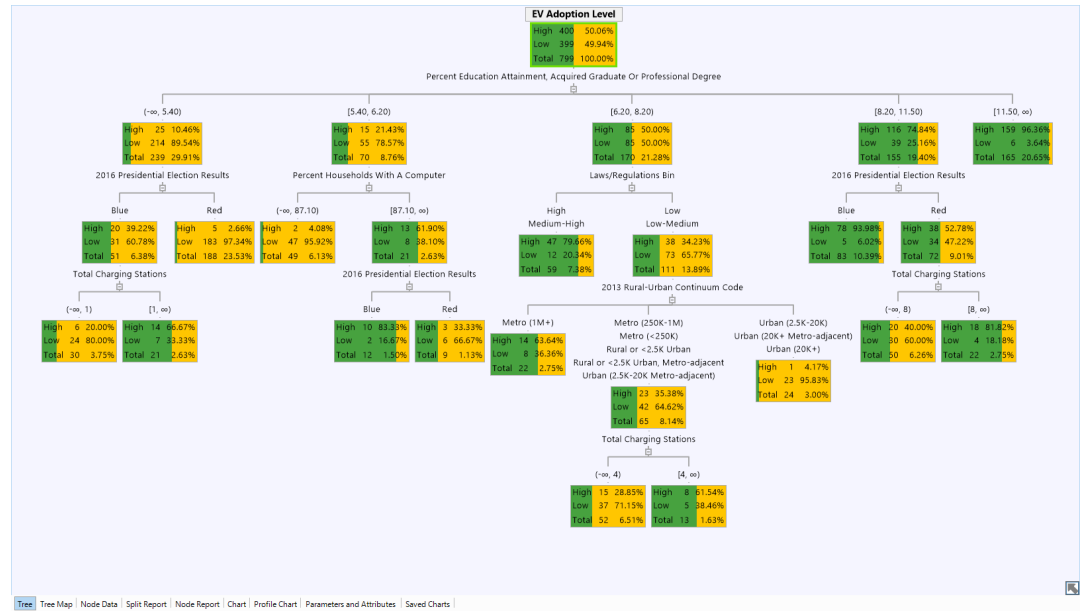 EV Adoption Level
High 400 50.06%
Low 399 49.94%
Total 799 100.00%
Percent Education Attainment, Acquired Graduate Or Professional Degree
(-∞, 5.40)
[5.40, 6.20)
[6.20, 8.20)
[8.20, 11.50)
[11.50, ∞)
High 25 10.46%
Low 214 89.54%
Total 239 29.91%
High 15 21.43%
Low 55 78.57%
Total 70 8.76%
High 85 50.00%
Low 85 50.00%
Total 170 21.28%
High 116 74.84%
Low 39 25.16%
Total 155 19.40%
High 159 96.36%
Low 6 3.64%
Total 165 20.65%
2016 Presidential Election Results
Percent Households With A Computer
Laws/Regulations Bin
2016 Presidential Election Results
Blue
Red
(-∞, 87.10)
[87.10, ∞)
High
Medium-High
Low
Low-Medium
Blue
Red
High 20 39.22%
Low 31 60.78%
Total 51 6.38%
High 5 2.66%
Low 183 97.34%
Total 188 23.53%
High 2 4.08%
Low 47 95.92%
Total 49 6.13%
High 13 61.90%
Low 8 38.10%
Total 21 2.63%
High 47 79.66%
Low 12 20.34%
Total 59 7.38%
High 38 34.23%
Low 73 65.77%
Total 111 13.89%
High 78 93.98%
Low 5 6.02%
Total 83 10.39%
High 38 52.78%
Low 34 47.22%
Total 72 9.01%
Total Charging Stations
2016 Presidential Election Results
2013 Rural-Urban Continuum Code
Total Charging Stations
(-∞, 1)
[1, ∞)
Blue
Red
Metro (1M+)
Metro (250K-1M)
Metro (<250K)
Rural or <2.5K Urban
Rural or <2.5K Urban, Metro-adjacent
Urban (2.5K-20K Metro-adjacent)
Urban (2.5K-20K)
Urban (20K+ Metro-adjacent)
Urban (20K+)
(-∞, 8)
[8, ∞)
High 6 20.00%
Low 24 80.00%
Total 30 3.75%
High 14 66.67%
Low 7 33.33%
Total 21 2.63%
High 10 83.33%
Low 2 16.67%
Total 12 1.50%
High 3 33.33%
Low 6 66.67%
Total 9 1.13%
High 14 63.64%
Low 8 36.36%
Total 22 2.75%
High 23 35.38%
Low 42 64.62%
Total 65 8.14%
High 1 4.17%
Low 23 95.83%
Total 24 3.00%
High 20 40.00%
Low 30 60.00%
Total 50 6.26%
High 18 81.82%
Low 4 18.18%
Total 22 2.75%
Total Charging Stations
(-∞, 4)
[4, ∞)
High 15 28.85%
Low 37 71.15%
Total 52 6.51%
High 8 61.54%
Low 5 38.46%
Total 13 1.63%
Tree Tree Map Node Data Split Report Node Report Chart Profile Chart Parameters and Attributes Saved Charts